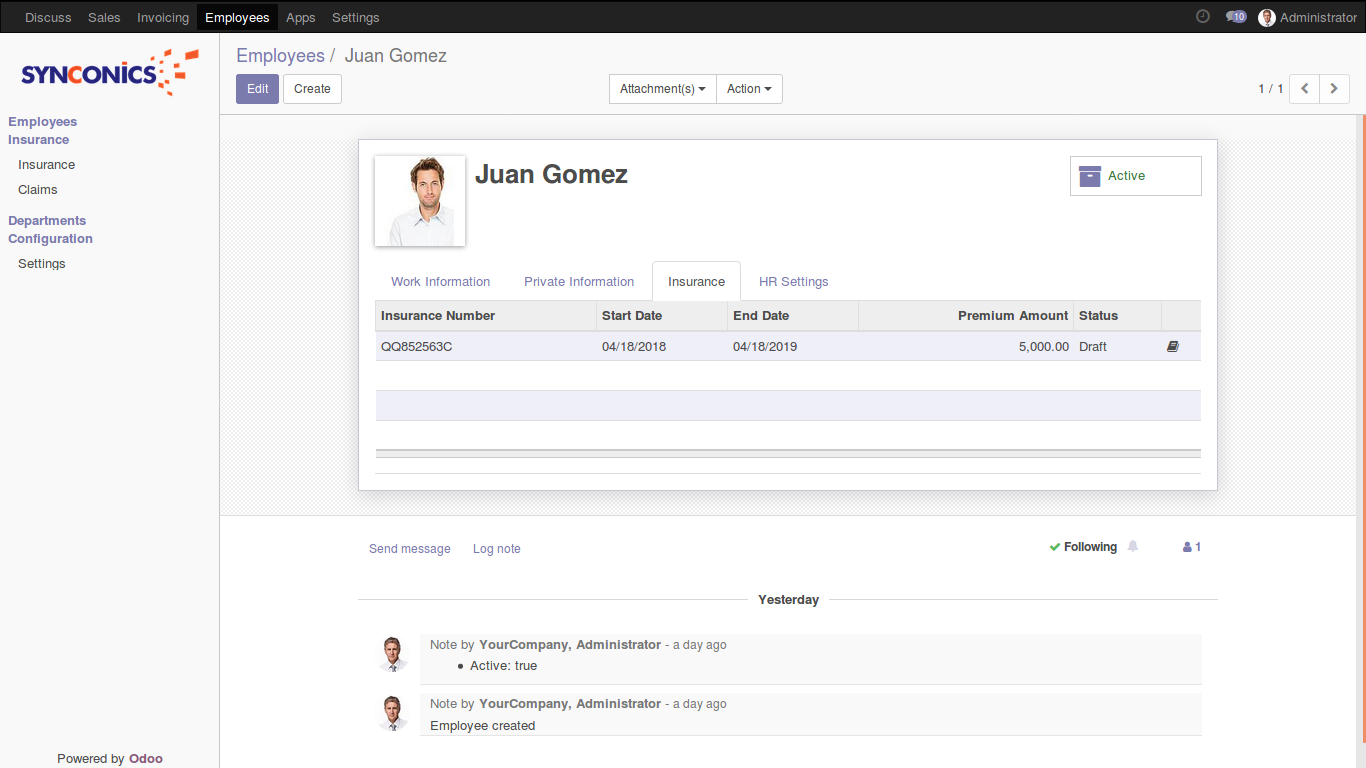 Discuss Sales Invoicing Employees Apps Settings 10 Administrator
SYNCONICS
Employees
Insurance
Insurance
Claims
Departments
Configuration
Settings
Powered by Odoo
Employees / Juan Gomez
Edit Create Attachment(s) Action 1 / 1
Juan Gomez
Active
Work Information Private Information Insurance HR Settings
Insurance Number Start Date End Date Premium Amount Status
QQ852563C 04/18/2018 04/18/2019 5,000.00 Draft
Send message Log note Following 1
Yesterday
Note by YourCompany, Administrator - a day ago
• Active: true
Note by YourCompany, Administrator - a day ago
Employee created